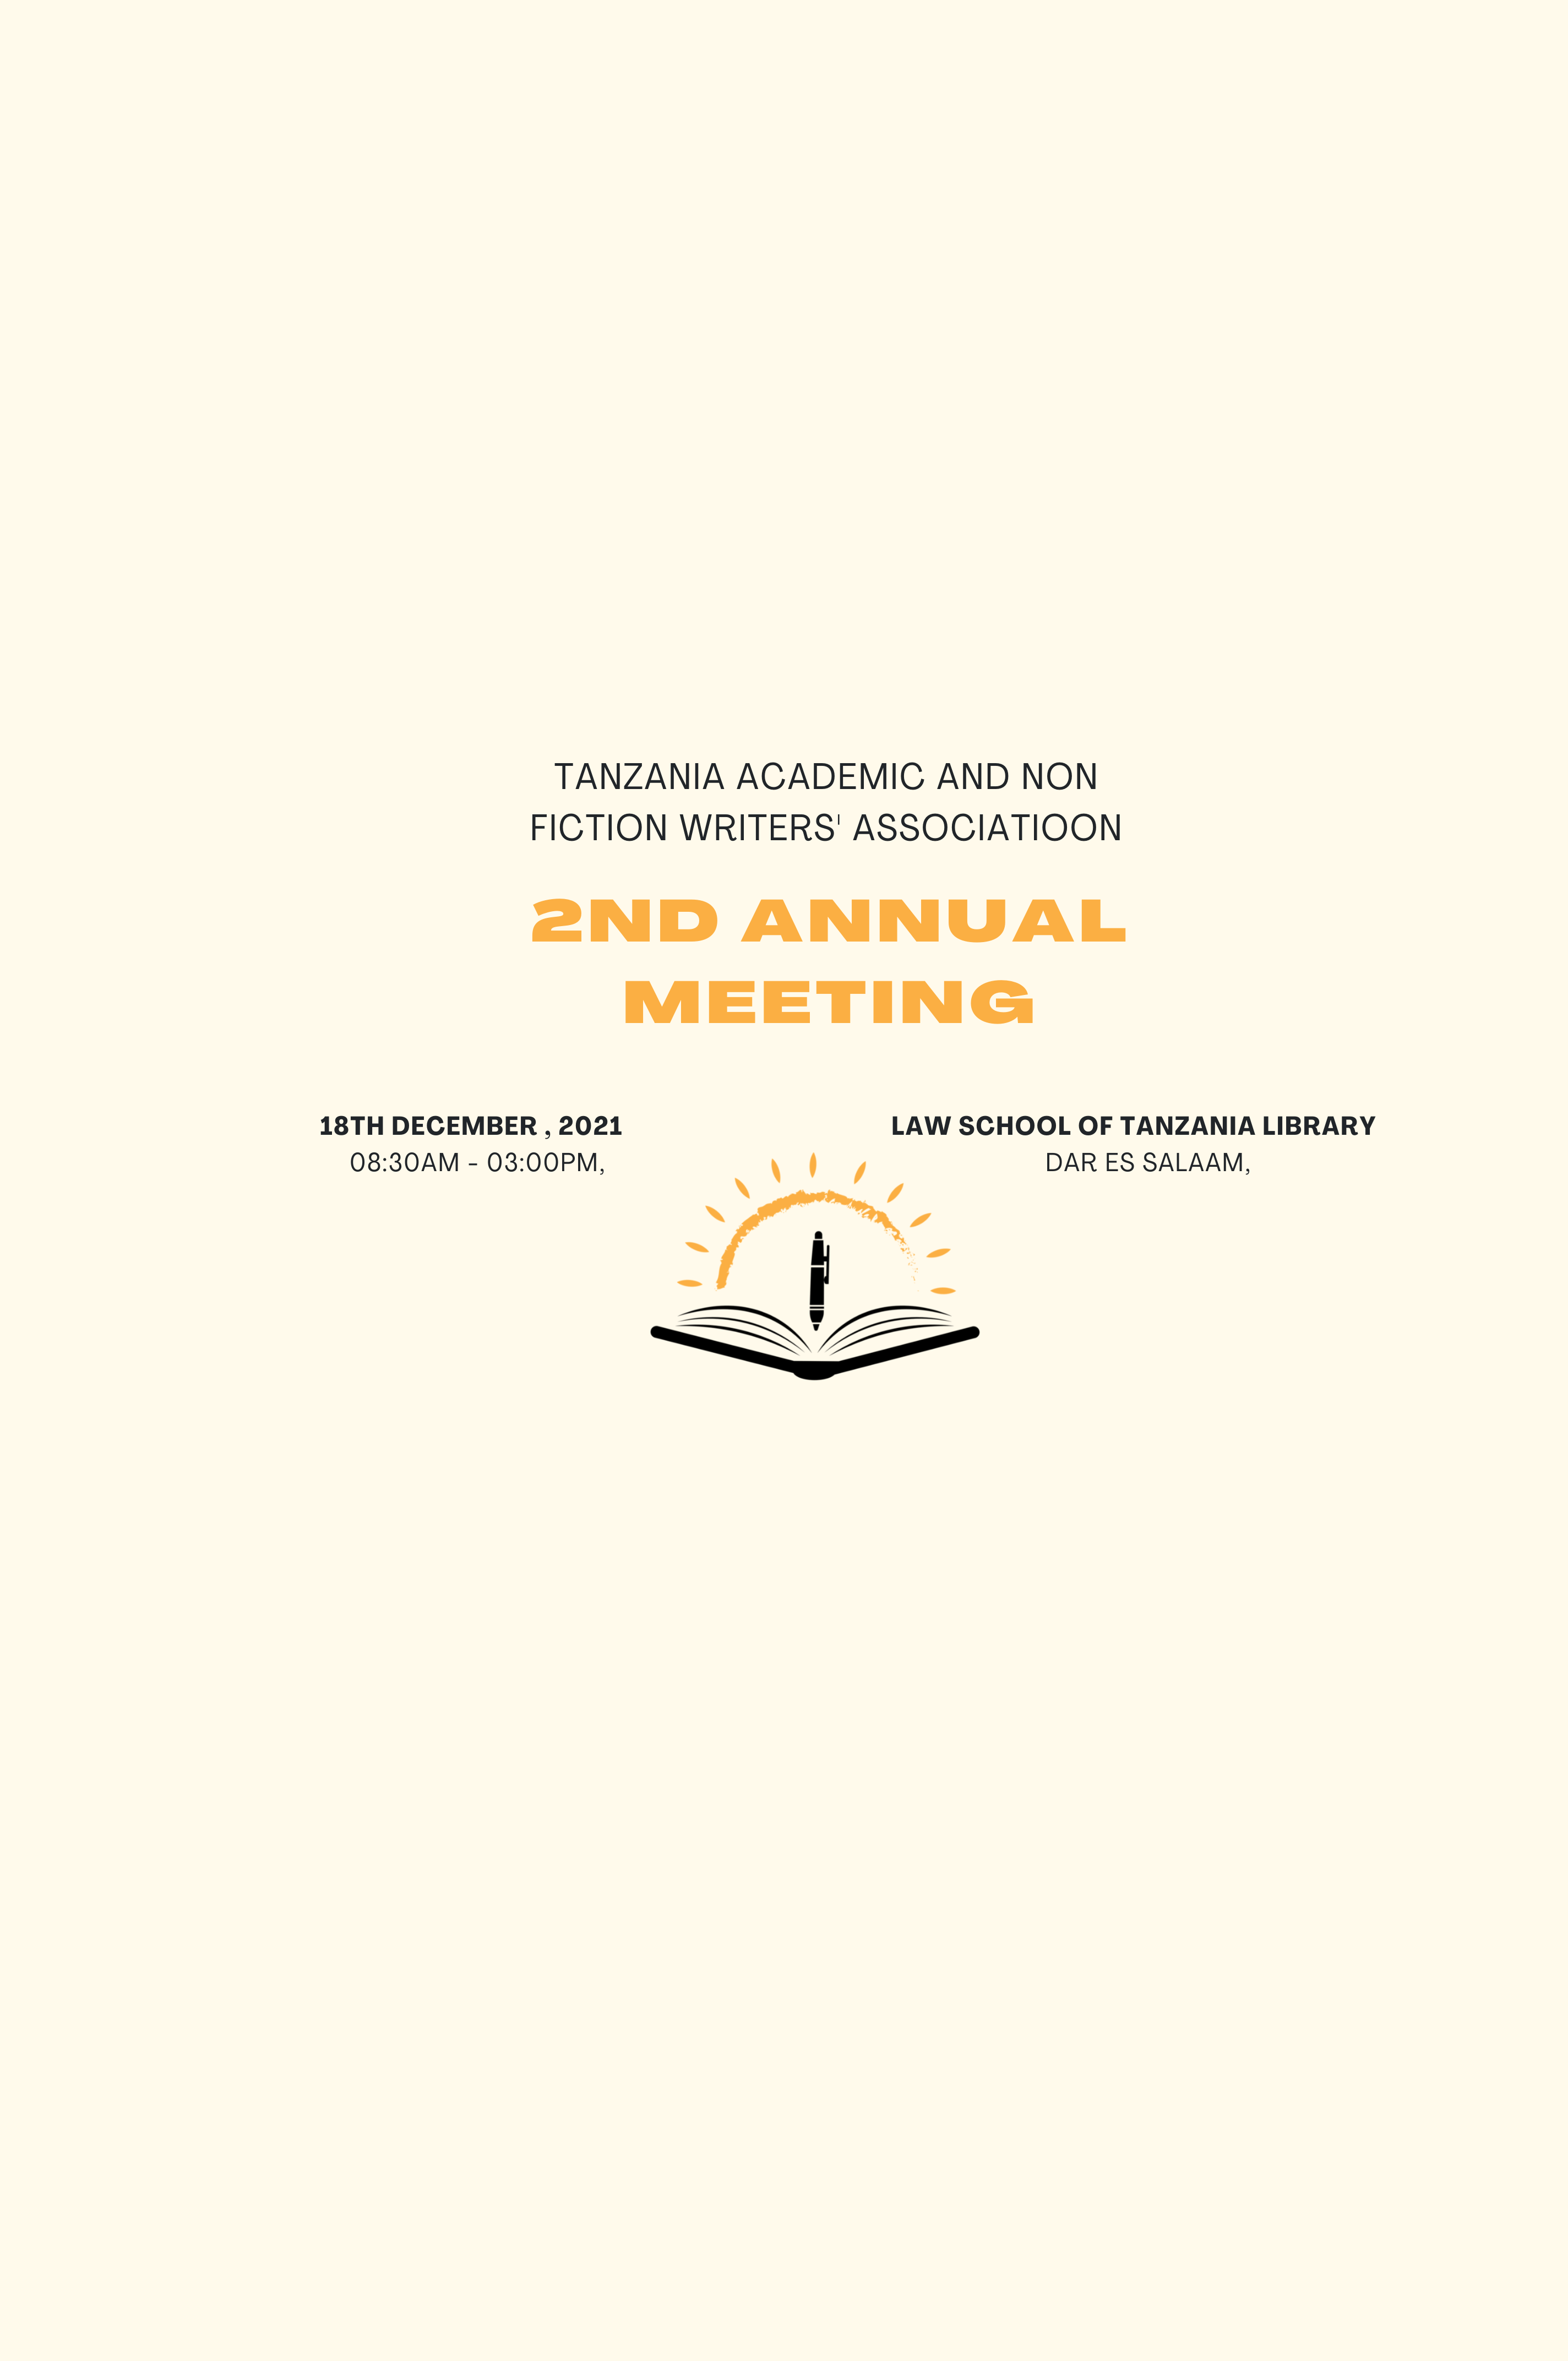 TANZANIA ACADEMIC AND NON
FICTION WRITERS' ASSOCIATIOON
2ND ANNUAL
MEETING
18TH DECEMBER , 2021
08:30AM - 03:00PM,
LAW SCHOOL OF TANZANIA LIBRARY
DAR ES SALAAM,